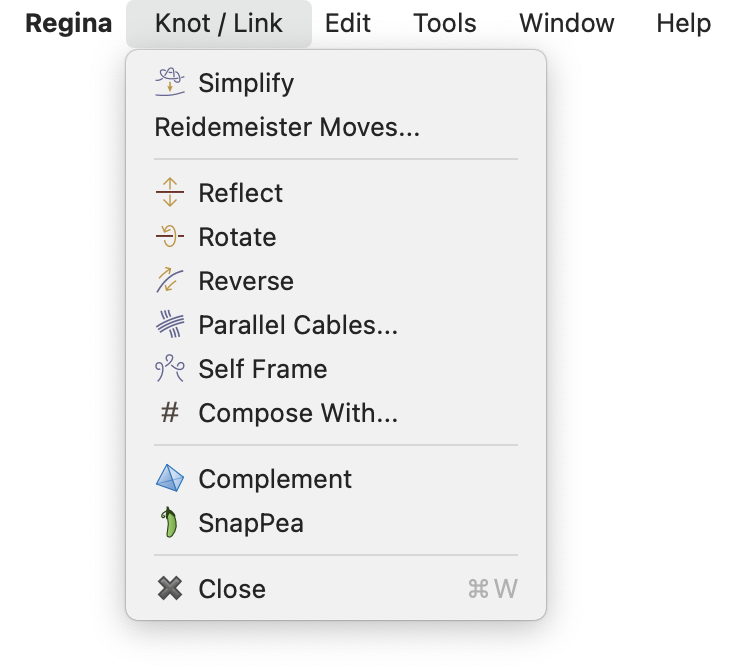 Regina Knot / Link Edit Tools Window Help
Simplify
Reidemeister Moves...
Reflect
Rotate
Reverse
Parallel Cables...
Self Frame
# Compose With...
Complement
SnapPea
Close ⌘W